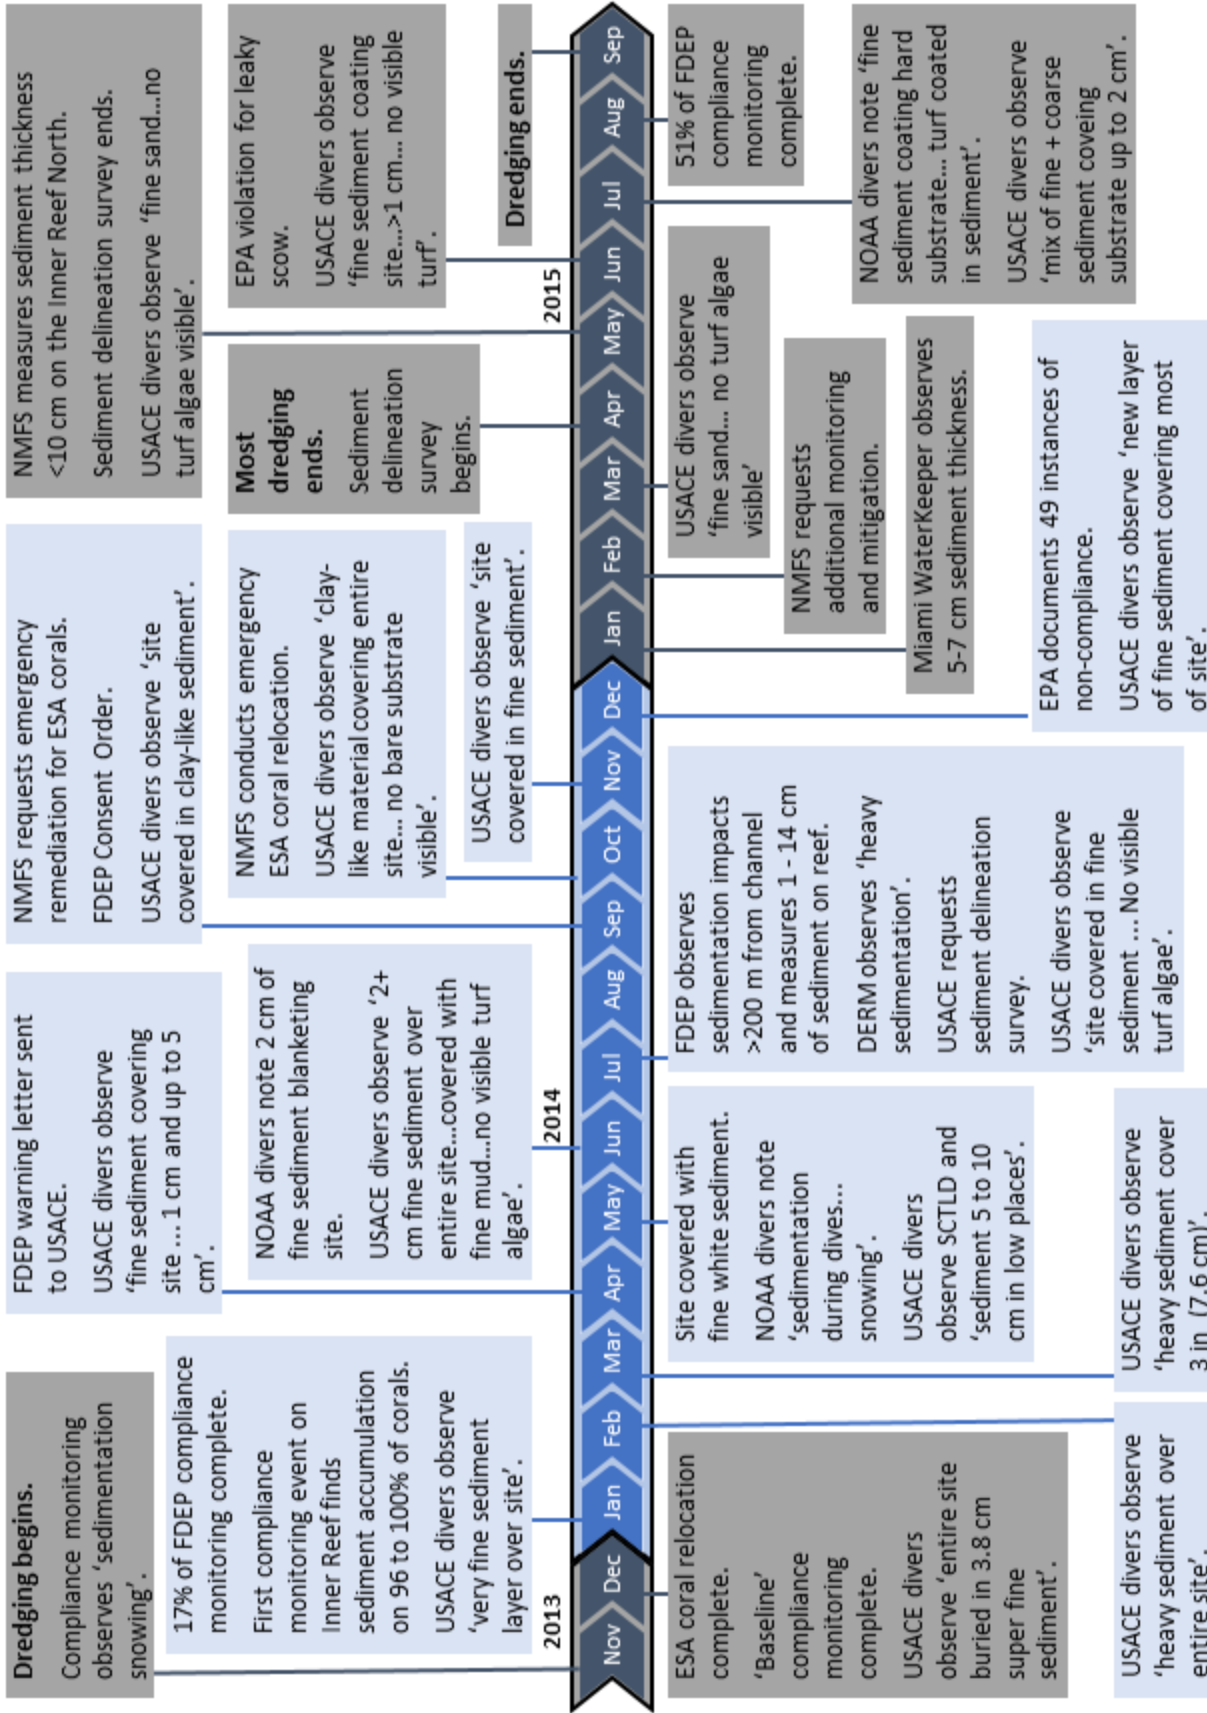 Dredging begins.
Compliance monitoring
observes ‘sedimentation
snowing’.
FDEP warning letter sent
to USACE.
USACE divers observe
‘fine sediment covering
site ...1 cm and up to 5
cm’.
NMFS requests emergency
remediation for ESA corals.
FDEP Consent Order.
USACE divers observe ‘site
covered in clay-like sediment’.
NMFS measures sediment thickness
<10 cm on the Inner Reef North.
Sediment delineation survey ends.
USACE divers observe ‘fine sand...no
turf algae visible’.
17% of FDEP compliance
monitoring complete.
First compliance
monitoring event on
Inner Reef finds
sediment accumulation
on 96 to 100% of corals.
USACE divers observe
‘very fine sediment
layer over site’.
NOAA divers note 2 cm of
fine sediment blanketing
site.
USACE divers observe ‘2+
cm fine sediment over
entire site...covered with
fine mud...no visible turf
algae’.
NMFS conducts emergency
ESA coral relocation.
USACE divers observe ‘clay-
like material covering entire
site... no bare substrate
visible’.
USACE divers observe ‘site
covered in fine sediment’.
Most
dredging
ends.
Sediment
delineation
survey
begins.
EPA violation for leaky
scow.
USACE divers observe
‘fine sediment coating
site...>1 cm... no visible
turf’.
Dredging ends.
2013
2014
2015
Nov Dec Jan Feb Mar Apr May Jun Jul Aug Sep Oct Nov Dec Jan Feb Mar Apr May Jun Jul Aug Sep
ESA coral relocation
complete.
‘Baseline’
compliance
monitoring
complete.
USACE divers
observe ‘entire site
buried in 3.8 cm
super fine
sediment’.
USACE divers observe
‘heavy sediment over
entire site’.
Site covered with
fine white sediment.
NOAA divers note
‘sedimentation
during dives...
snowing’.
USACE divers
observe SCTLD and
‘sediment 5 to 10
cm in low places’.
USACE divers observe
‘heavy sediment cover
3 in (7.6 cm)’.
FDEP observes
sedimentation impacts
>200 m from channel
and measures 1 - 14 cm
of sediment on reef.
DERM observes ‘heavy
sedimentation’.
USACE requests
sediment delineation
survey.
USACE divers observe
‘site covered in fine
sediment ... No visible
turf algae’.
EPA documents 49 instances of
non-compliance.
USACE divers observe ‘new layer
of fine sediment covering most
of site’.
Miami WaterKeeper observes
5-7 cm sediment thickness.
NMFS requests
additional monitoring
and mitigation.
USACE divers observe
‘fine sand... no turf algae
visible’
NOAA divers note ‘fine
sediment coating hard
substrate... turf coated
in sediment’.
USACE divers observe
‘mix of fine + coarse
sediment coveing
substrate up to 2 cm’.
51% of FDEP
compliance
monitoring
complete.